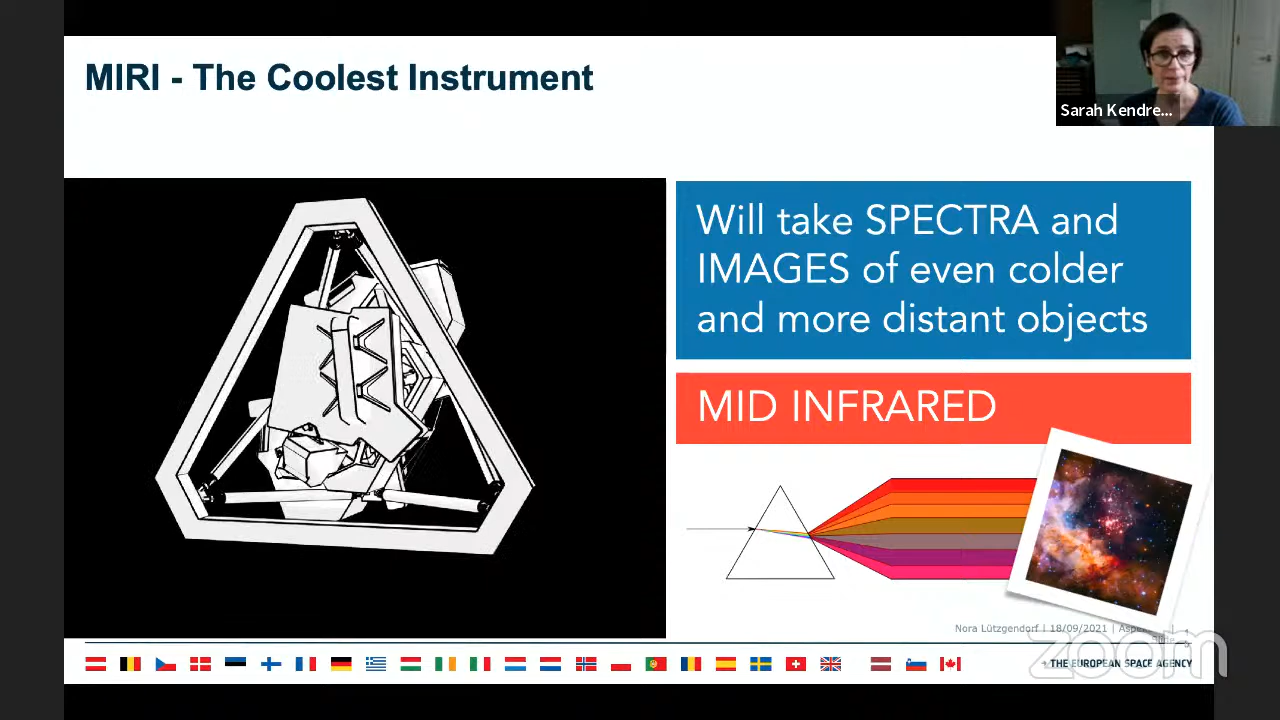 MIRI - The Coolest Instrument
Sarah Kendre...
Will take SPECTRA and
IMAGES of even colder
and more distant objects
MID INFRARED
Nora Lützgendorf | 18/09/2021 |
Slide
→ THE EUROPEAN SPACE AGENCY
zoom